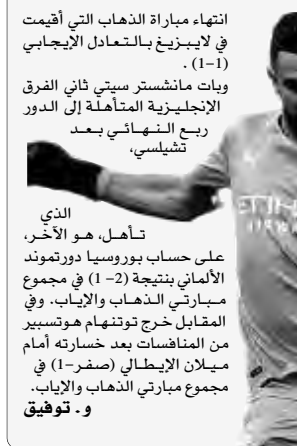 انتهاء مباراة الذهاب التي أقيمت
في لايبزيغ بالتعادل الإيجابي
(1-1) .
وبات مانشستر سيتي ثاني الفرق
الإنجليزية المتأهلة إلى الدور
ربع النهائي بعد
تشيلسي،
الذي
تأهل، هو الآخر،
على حساب بوروسيا دورتموند
الألماني بنتيجة (2- 1) في مجموع
مبارتي الذهاب والإياب. وفي
المقابل خرج توتنهام هوتسبير
من المنافسات بعد خسارته أمام
ميلان الإيطالي (صفر-1) في
مجموع مبارتي الذهاب والإياب.
و. توفيق